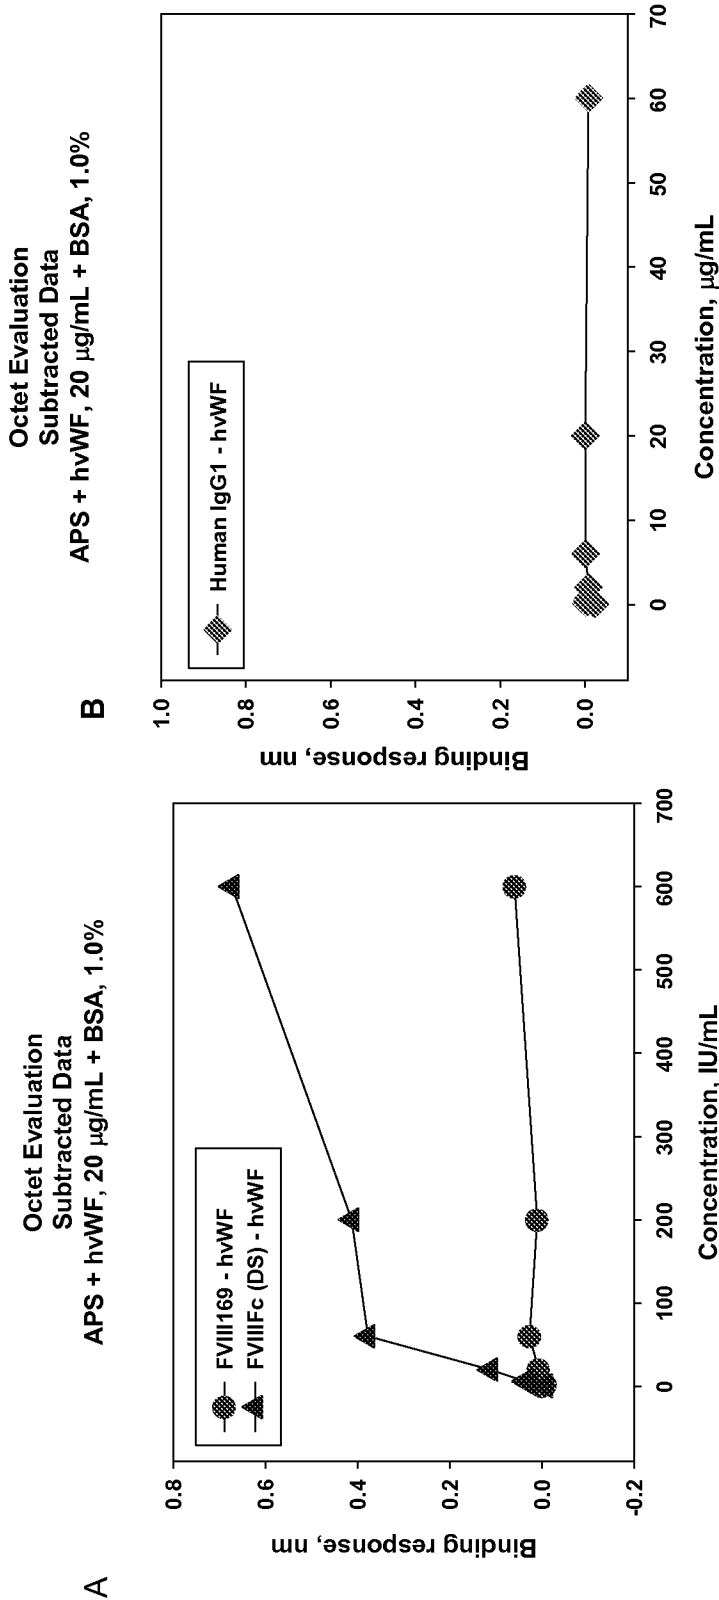 A
Octet Evaluation
Subtracted Data
APS + hvWF, 20 µg/mL + BSA, 1.0%
FVIII169 - hvWF
FVIIIFc (DS) - hvWF
Binding response, nm
0.8
0.6
0.4
0.2
0.0
-0.2
0
100
200
300
400
500
600
700
Concentration, IU/mL
B
Octet Evaluation
Subtracted Data
APS + hvWF, 20 µg/mL + BSA, 1.0%
Human IgG1 - hvWF
Binding response, nm
1.0
0.8
0.6
0.4
0.2
0.0
0
10
20
30
40
50
60
70
Concentration, µg/mL